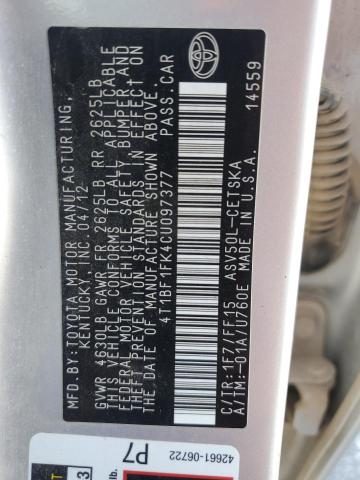 MFD.BY:TOYOTA MOTOR MANUFACTURING,
KENTUCKY, INC. 04/12
GVWR 4630LB GAWR FR 2625LB RR 2625LB
THIS VEHICLE CONFORMS TO ALL APPLICABLE
FEDERAL MOTOR VEHICLE SAFETY, BUMPER AND
THEFT PREVENTION STANDARDS IN EFFECT ON
THE DATE OF MANUFACTURE SHOWN ABOVE.
4T1BF1FK4CU097377 PASS.CAR
C/TR:1F7/FF15 ASV50L-CETSKA
A/TM:-01A/U760E MADE IN U.S.A. 14559
42661-06722
P7